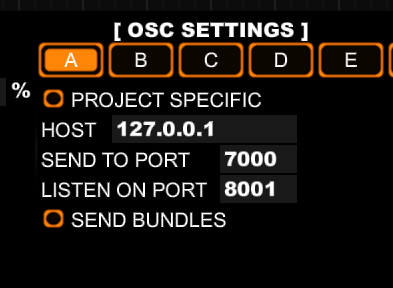 [ OSC SETTINGS ]
A B C D E
%
PROJECT SPECIFIC
HOST 127.0.0.1
SEND TO PORT 7000
LISTEN ON PORT 8001
SEND BUNDLES